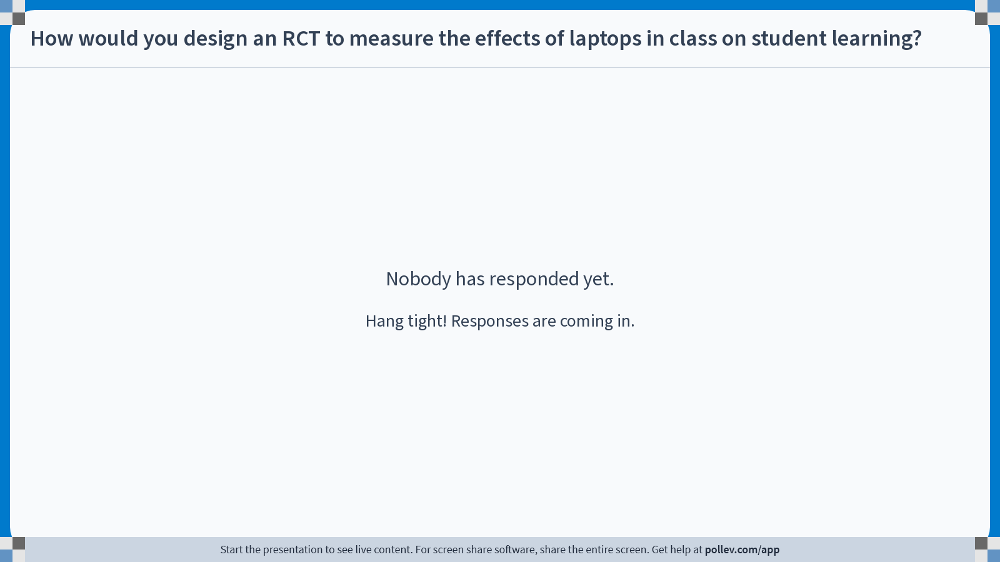 How would you design an RCT to measure the effects of laptops in class on student learning?
Nobody has responded yet.
Hang tight! Responses are coming in.
Start the presentation to see live content. For screen share software, share the entire screen. Get help at pollev.com/app